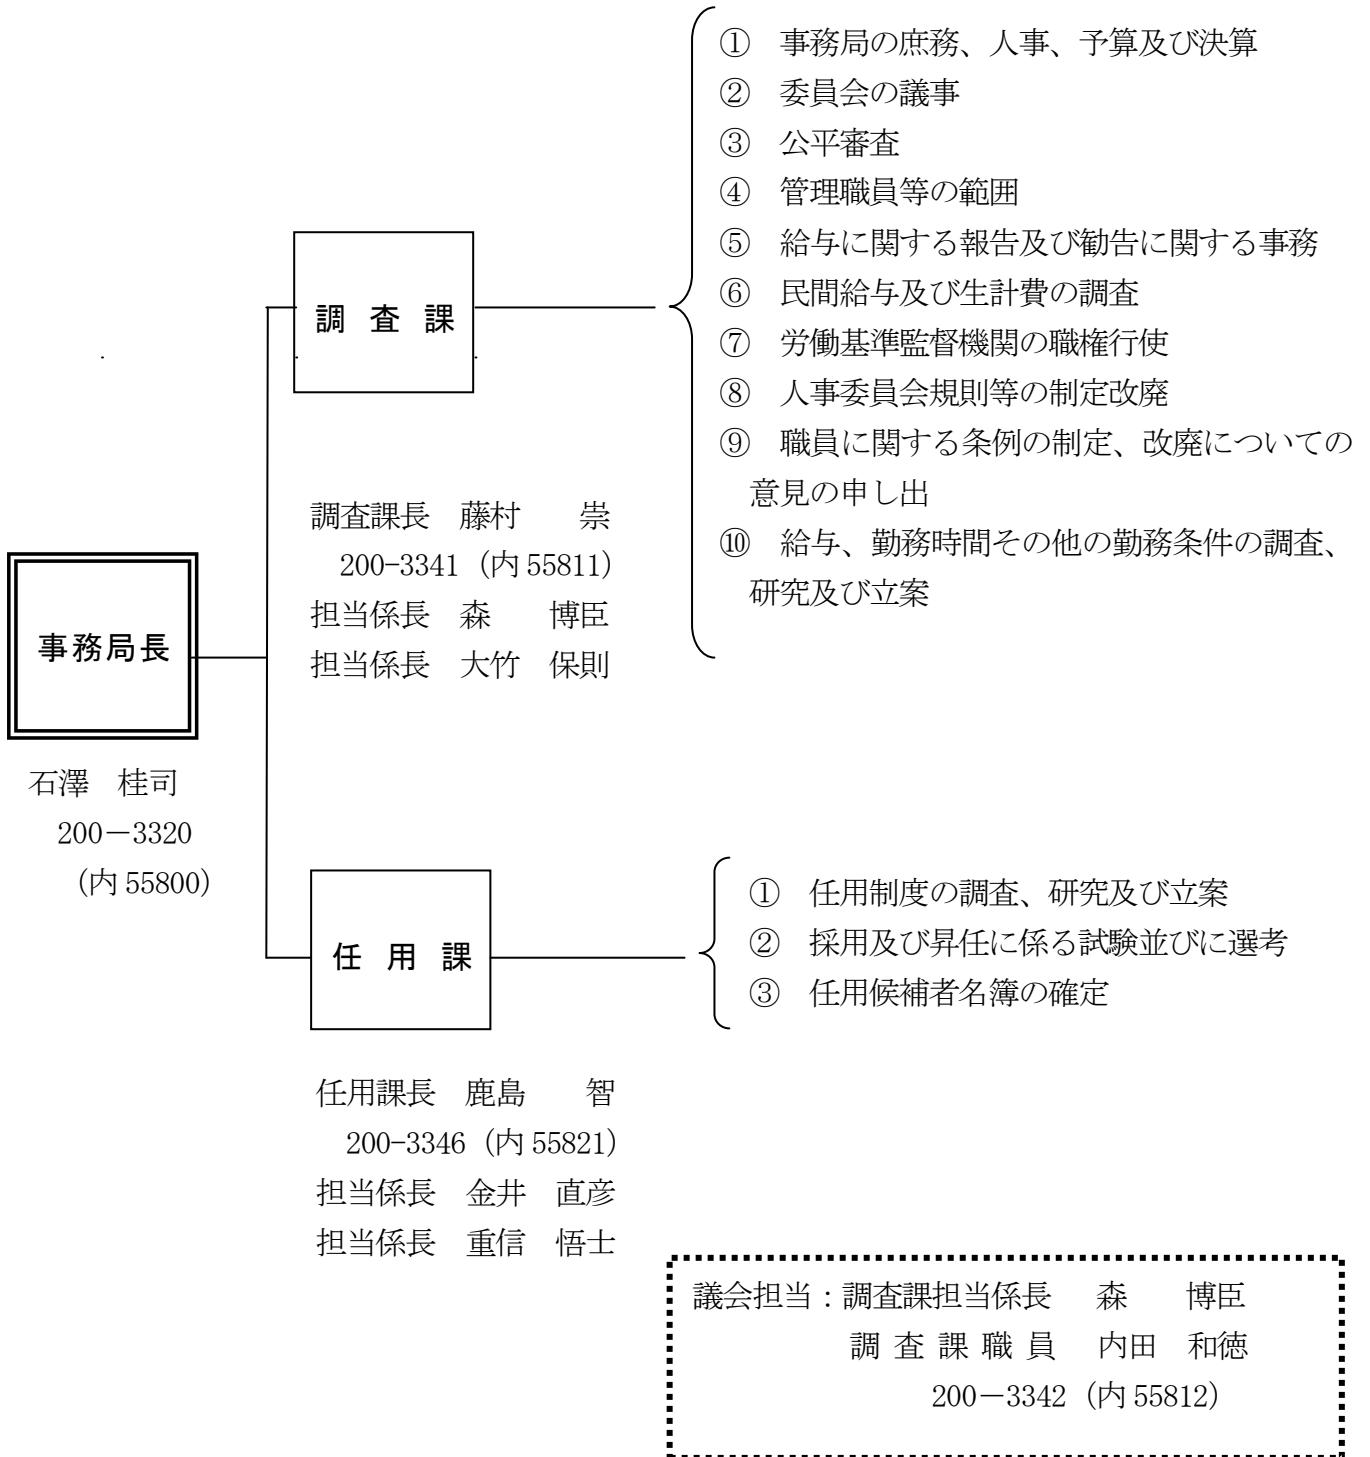 ① 事務局の庶務、人事、予算及び決算
② 委員会の議事
③ 公平審査
④ 管理職員等の範囲
⑤ 給与に関する報告及び勧告に関する事務
⑥ 民間給与及び生計費の調査
⑦ 労働基準監督機関の職権行使
⑧ 人事委員会規則等の制定改廃
⑨ 職員に関する条例の制定、改廃についての
意見の申し出
⑩ 給与、勤務時間その他の勤務条件の調査、
研究及び立案
調 査 課
調査課長 藤村 崇
200-3341（内 55811）
担当係長 森 博臣
担当係長 大竹 保則
事務局長
石澤 桂司
200－3320
（内 55800）
任 用 課
① 任用制度の調査、研究及び立案
② 採用及び昇任に係る試験並びに選考
③ 任用候補者名簿の確定
任用課長 鹿島 智
200-3346（内 55821）
担当係長 金井 直彦
担当係長 重信 悟士
議会担当：調査課担当係長 森 博臣
調 査 課 職 員 内田 和徳
200－3342（内 55812）